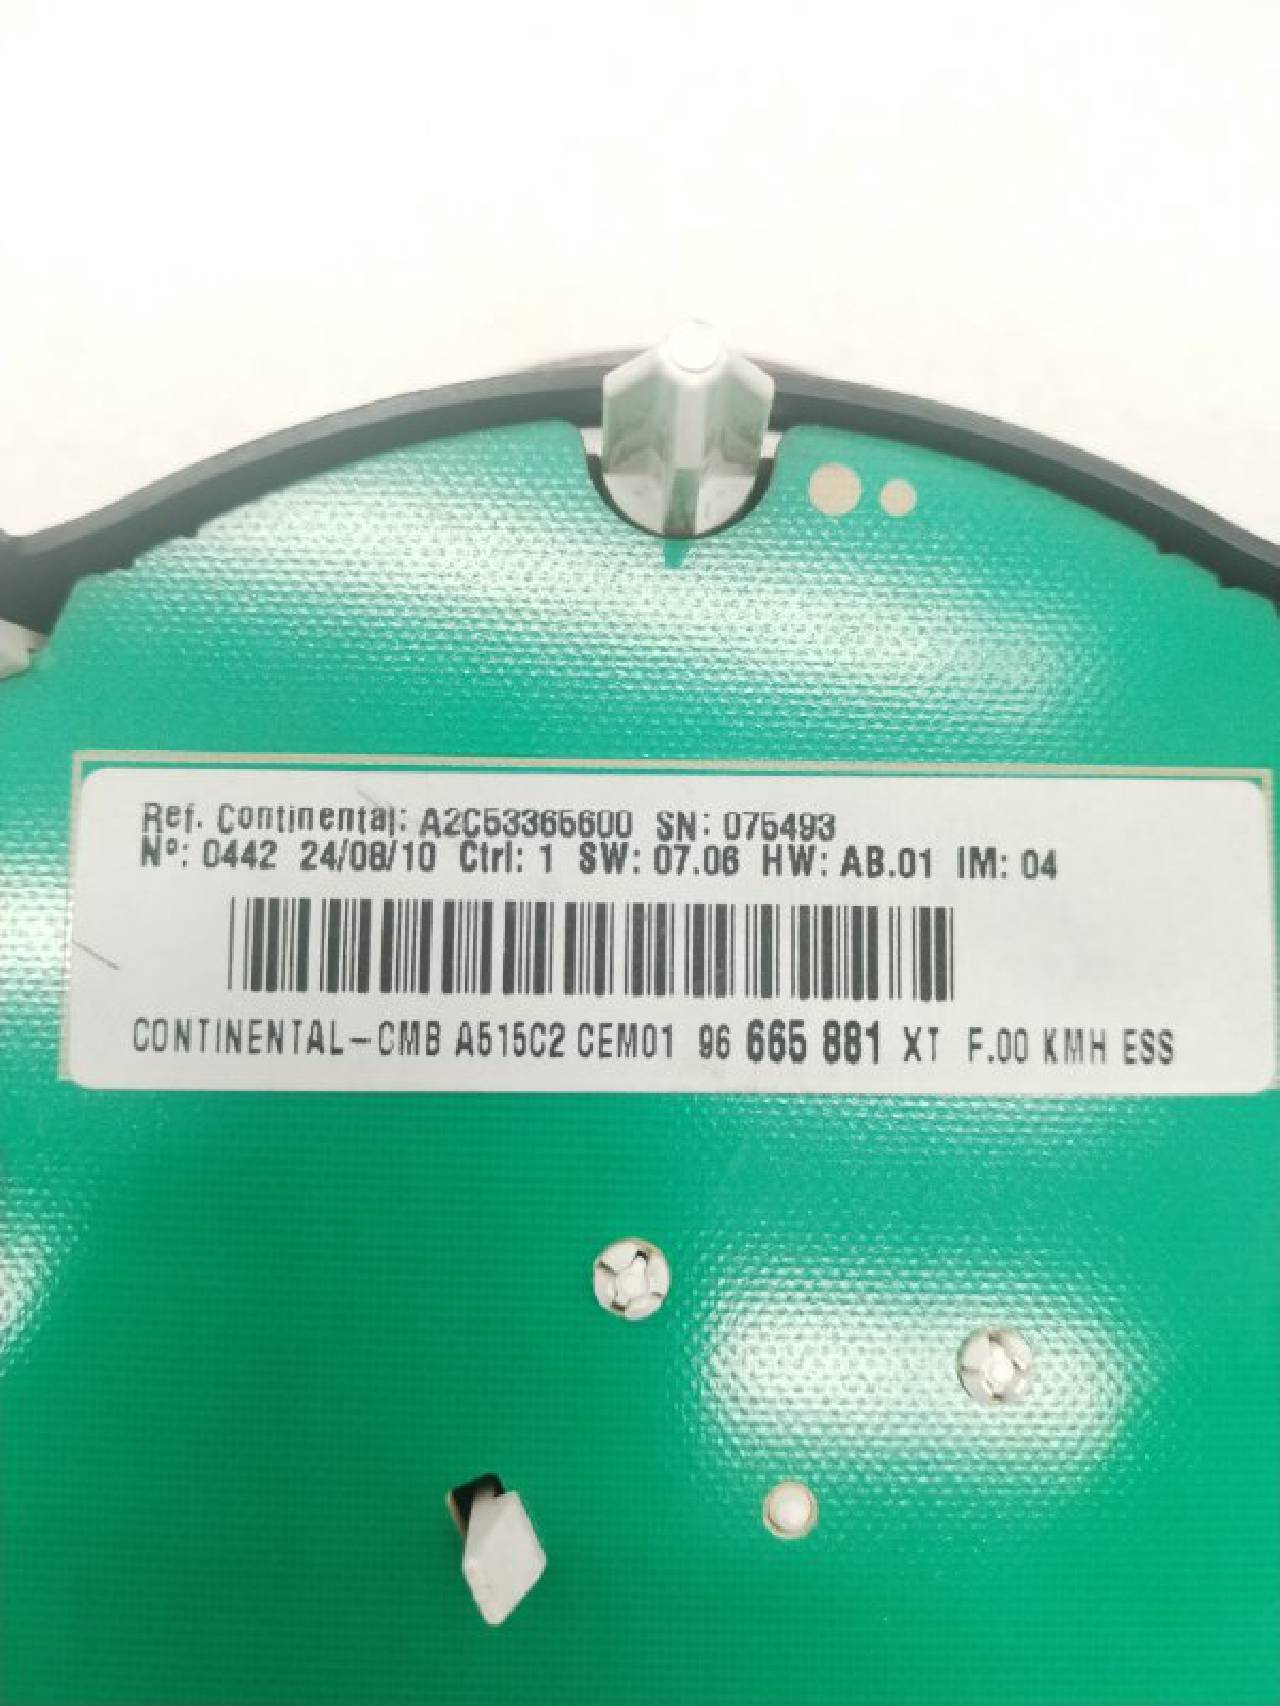 Ref. Continental: A2C53365600 SN: 075493
Nº: 0442 24/08/10 Ctrl: 1 SW: 07.06 HW: AB.01 IM: 04
CONTINENTAL-CMB A515C2 CEM01 96 665 881 XT F.00 KMH ESS